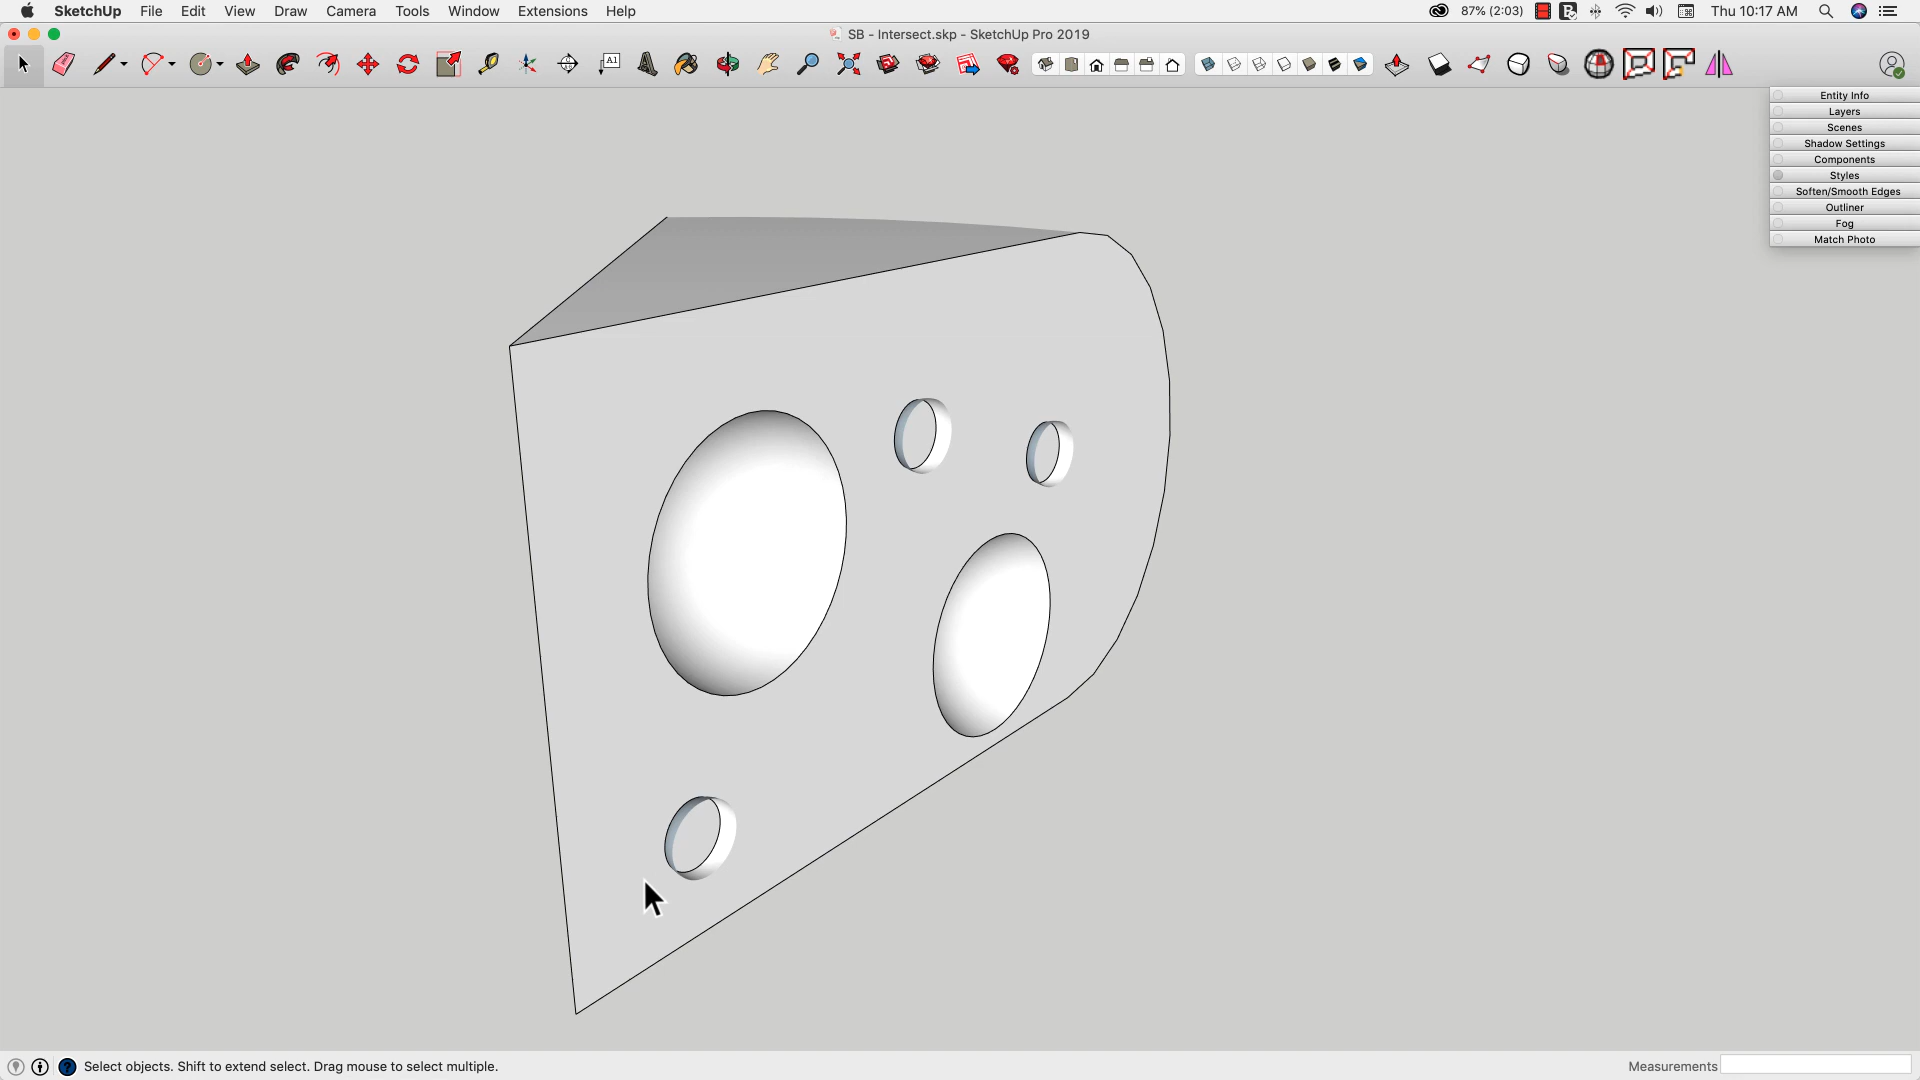 SketchUp File Edit View Draw Camera Tools Window Extensions Help 87% (2:03) Thu 10:17 AM
SB - Intersect.skp - SketchUp Pro 2019
A1
Entity Info
Layers
Scenes
Shadow Settings
Components
Styles
Soften/Smooth Edges
Outliner
Fog
Match Photo
Select objects. Shift to extend select. Drag mouse to select multiple. Measurements